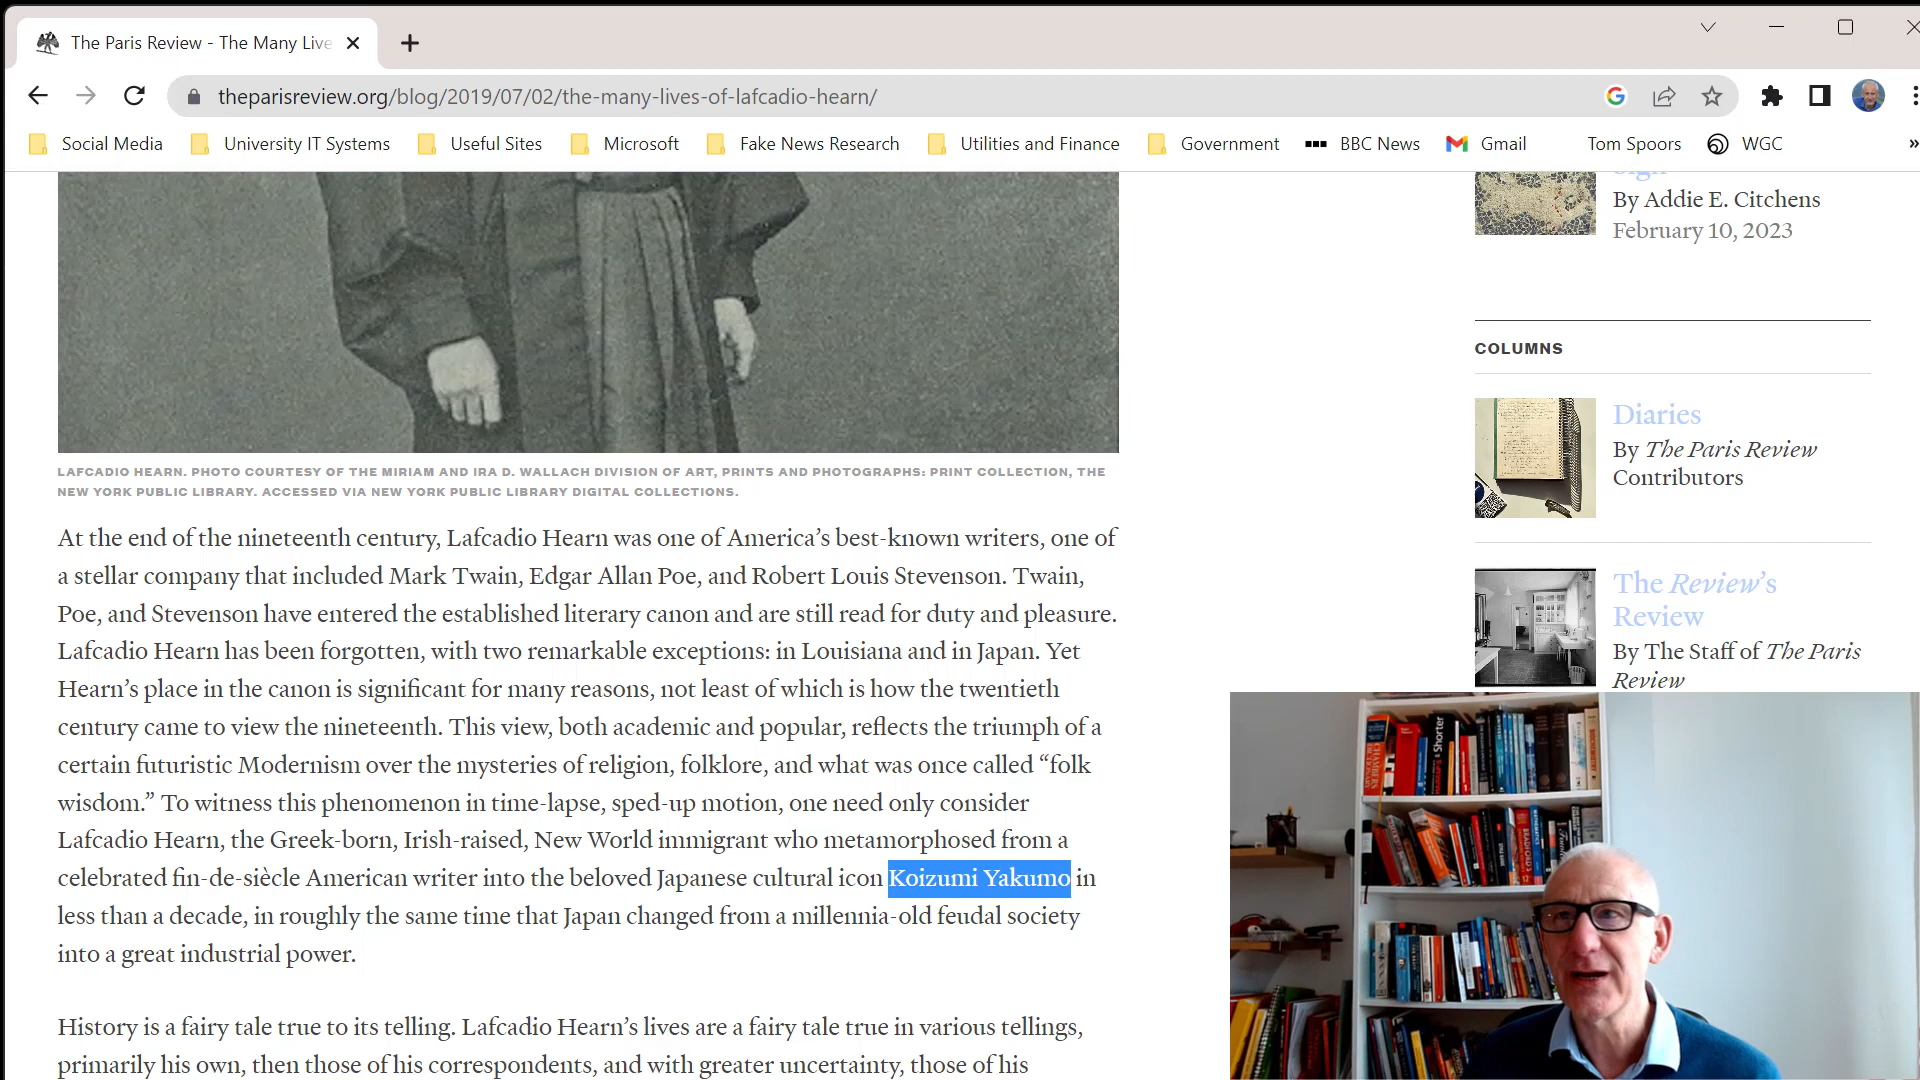 The Paris Review - The Many Live
theparisreview.org/blog/2019/07/02/the-many-lives-of-lafcadio-hearn/
Social Media University IT Systems Useful Sites Microsoft Fake News Research Utilities and Finance Government BBC News Gmail Tom Spoors WGC »
By Addie E. Citchens
February 10, 2023
COLUMNS
Diaries
By The Paris Review
Contributors
The Review's
Review
By The Staff of The Paris
Review
LAFCADIO HEARN. PHOTO COURTESY OF THE MIRIAM AND IRA D. WALLACH DIVISION OF ART, PRINTS AND PHOTOGRAPHS: PRINT COLLECTION, THE
NEW YORK PUBLIC LIBRARY. ACCESSED VIA NEW YORK PUBLIC LIBRARY DIGITAL COLLECTIONS.
At the end of the nineteenth century, Lafcadio Hearn was one of America's best-known writers, one of
a stellar company that included Mark Twain, Edgar Allan Poe, and Robert Louis Stevenson. Twain,
Poe, and Stevenson have entered the established literary canon and are still read for duty and pleasure.
Lafcadio Hearn has been forgotten, with two remarkable exceptions: in Louisiana and in Japan. Yet
Hearn's place in the canon is significant for many reasons, not least of which is how the twentieth
century came to view the nineteenth. This view, both academic and popular, reflects the triumph of a
certain futuristic Modernism over the mysteries of religion, folklore, and what was once called “folk
wisdom.” To witness this phenomenon in time-lapse, sped-up motion, one need only consider
Lafcadio Hearn, the Greek-born, Irish-raised, New World immigrant who metamorphosed from a
celebrated fin-de-siècle American writer into the beloved Japanese cultural icon Koizumi Yakumo in
less than a decade, in roughly the same time that Japan changed from a millennia-old feudal society
into a great industrial power.
History is a fairy tale true to its telling. Lafcadio Hearn's lives are a fairy tale true in various tellings,
primarily his own, then those of his correspondents, and with greater uncertainty, those of his